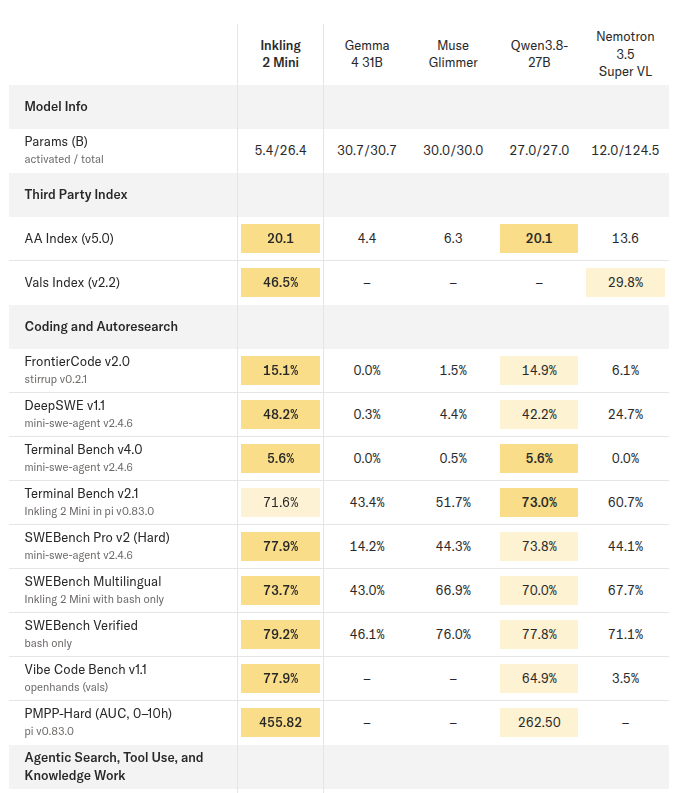 Inkling 2 Mini Gemma 4 31B Muse Glimmer Qwen3.8-27B Nemotron 3.5 Super VL
Model Info
Params (B) 5.4/26.4 30.7/30.7 30.0/30.0 27.0/27.0 12.0/124.5
activated / total
Third Party Index
AA Index (v5.0) 20.1 4.4 6.3 20.1 13.6
Vals Index (v2.2) 46.5% – – – 29.8%
Coding and Autoresearch
FrontierCode v2.0 15.1% 0.0% 1.5% 14.9% 6.1%
stirrup v0.2.1
DeepSWE v1.1 48.2% 0.3% 4.4% 42.2% 24.7%
mini-swe-agent v2.4.6
Terminal Bench v4.0 5.6% 0.0% 0.5% 5.6% 0.0%
mini-swe-agent v2.4.6
Terminal Bench v2.1 71.6% 43.4% 51.7% 73.0% 60.7%
Inkling 2 Mini in pi v0.83.0
SWEBench Pro v2 (Hard) 77.9% 14.2% 44.3% 73.8% 44.1%
mini-swe-agent v2.4.6
SWEBench Multilingual 73.7% 43.0% 66.9% 70.0% 67.7%
Inkling 2 Mini with bash only
SWEBench Verified 79.2% 46.1% 76.0% 77.8% 71.1%
bash only
Vibe Code Bench v1.1 77.9% – – 64.9% 3.5%
openhands (vals)
PMPP-Hard (AUC, 0–10h) 455.82 – – 262.50 –
pi v0.83.0
Agentic Search, Tool Use, and
Knowledge Work